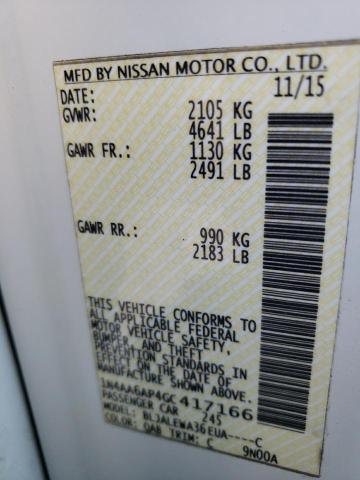 MFD BY NISSAN MOTOR CO., LTD.
DATE: 11/15
GVWR: 2105 KG
4641 LB
GAWR FR.: 1130 KG
2491 LB
GAWR RR.: 990 KG
2183 LB
THIS VEHICLE CONFORMS TO
ALL APPLICABLE FEDERAL
MOTOR VEHICLE SAFETY,
BUMPER, AND THEFT
PREVENTION STANDARDS
IN EFFECT ON THE DATE OF
MANUFACTURE SHOWN ABOVE.
1N4AA6AP4GC417166
PASSENGER CAR 245
MODEL: BLJALEWA36EUA----C
COLOR: QAB TRIM: C 9N00A